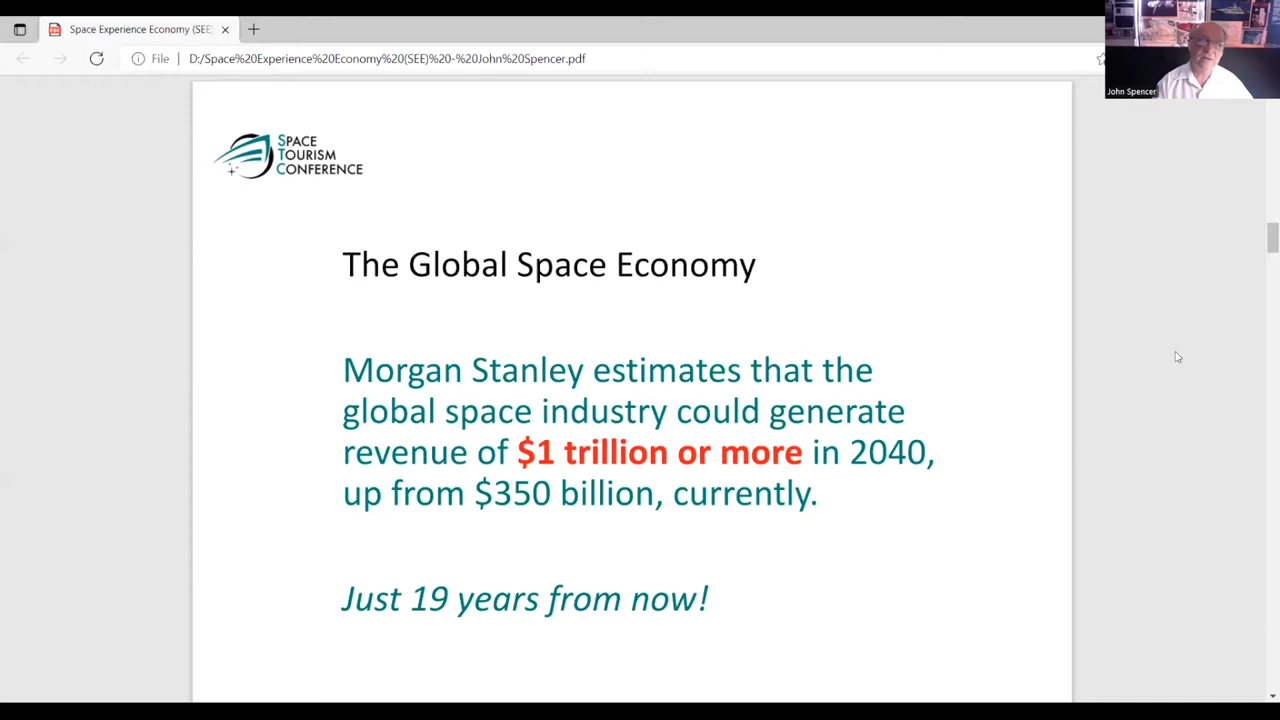 Space Experience Economy (SEE)
File
D:/Space%20Experience%20Economy%20(SEE)%20-%20John%20Spencer.pdf
John Spencer
SPACE
TOURISM
CONFERENCE
The Global Space Economy
Morgan Stanley estimates that the
global space industry could generate
revenue of $1 trillion or more in 2040,
up from $350 billion, currently.
Just 19 years from now!